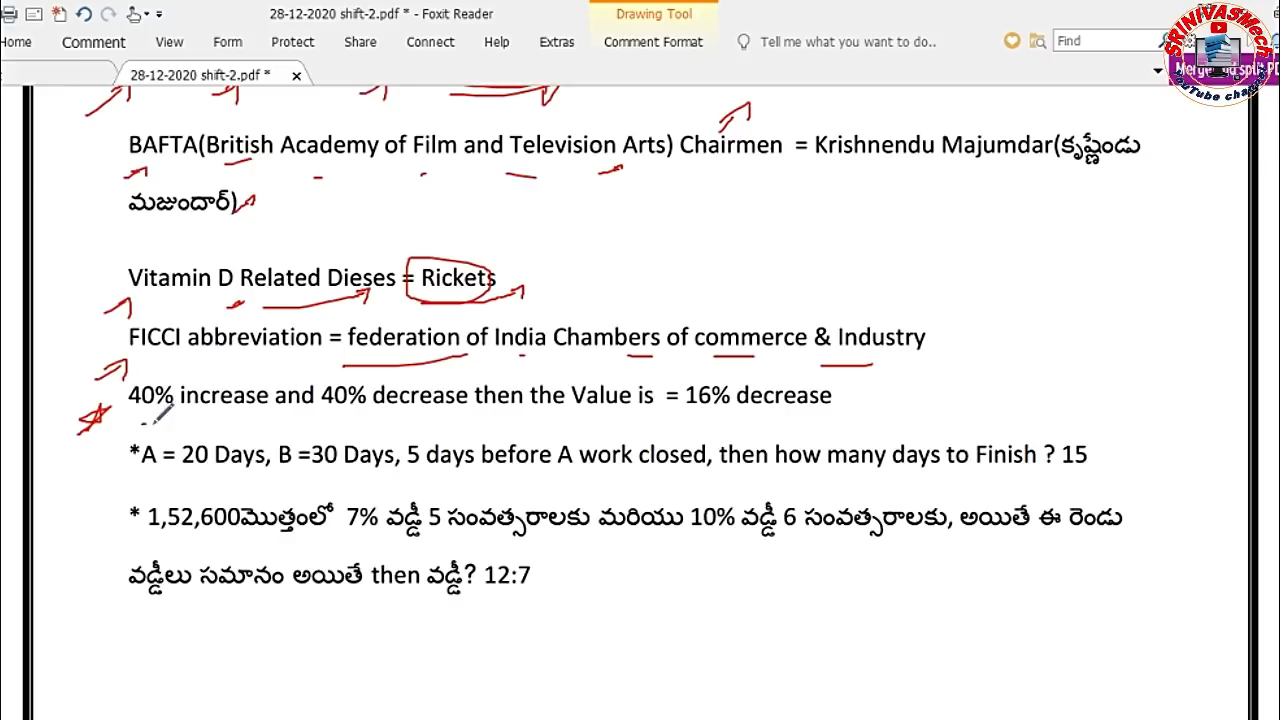 28-12-2020 shift-2.pdf * - Foxit Reader
Drawing Tool
Home Comment View Form Protect Share Connect Help Extras Comment Format Tell me what you want to do.. Find
28-12-2020 shift-2.pdf *
SRINIVASMech
YouTube channel
BAFTA(British Academy of Film and Television Arts) Chairmen = Krishnendu Majumdar(కృష్ణేందు
మజుందార్)
Vitamin D Related Dieses = Rickets
FICCI abbreviation = federation of India Chambers of commerce & Industry
40% increase and 40% decrease then the Value is = 16% decrease
*A = 20 Days, B =30 Days, 5 days before A work closed, then how many days to Finish ? 15
* 1,52,600మొత్తంలో 7% వడ్డీ 5 సంవత్సరాలకు మరియు 10% వడ్డీ 6 సంవత్సరాలకు, అయితే ఈ రెండు
వడ్డీలు సమానం అయితే then వడ్డీ? 12:7